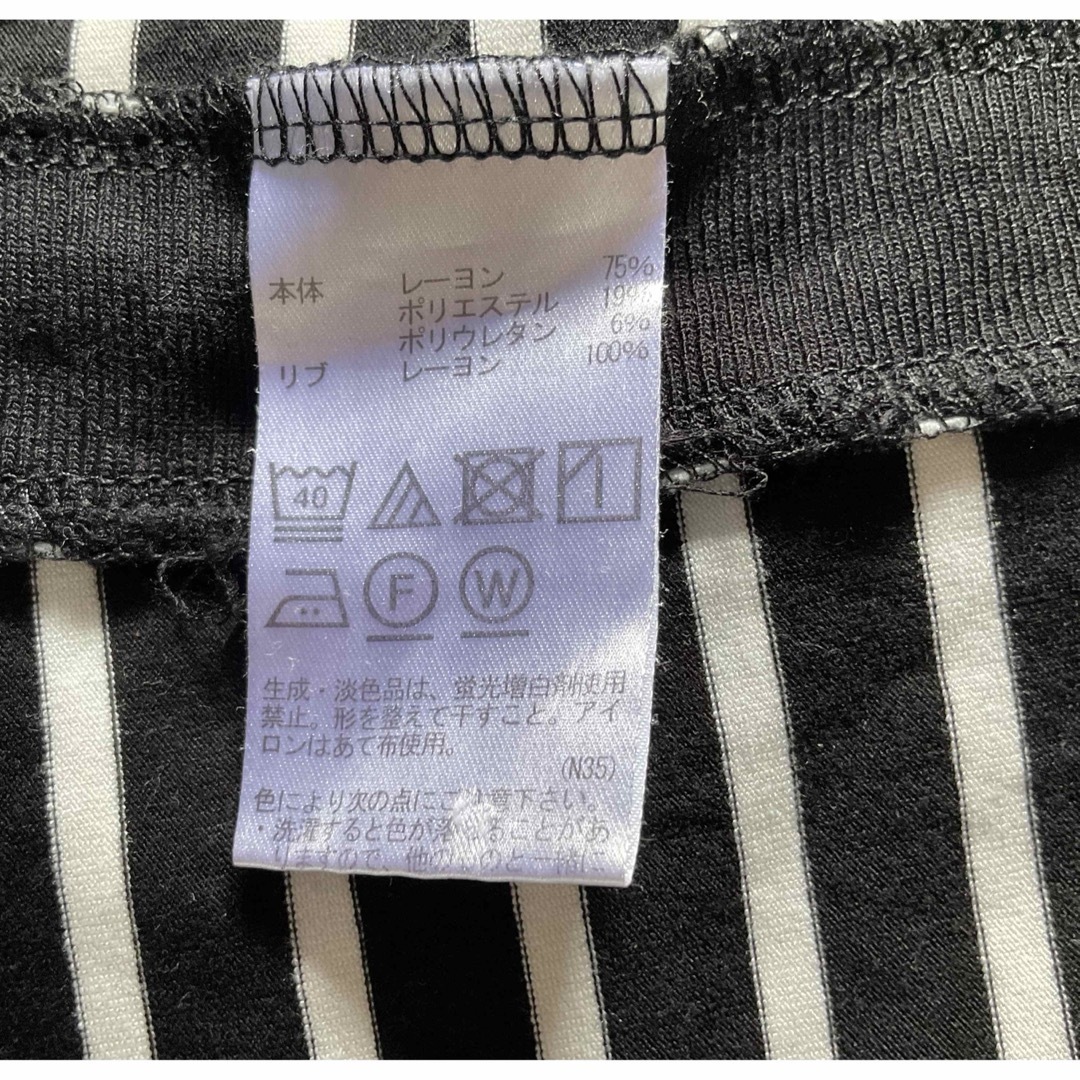 本体 レーヨン 75%
ポリエステル 19%
ポリウレタン 6%
リブ レーヨン 100%
40
F W
生成・淡色品は、蛍光増白剤使用
禁止。形を整えて干すこと。アイ
ロンはあて布使用。
(N35)
色により次の点にご注意下さい。
・洗濯すると色が落ちることがあ
りますので、他のものと一緒に